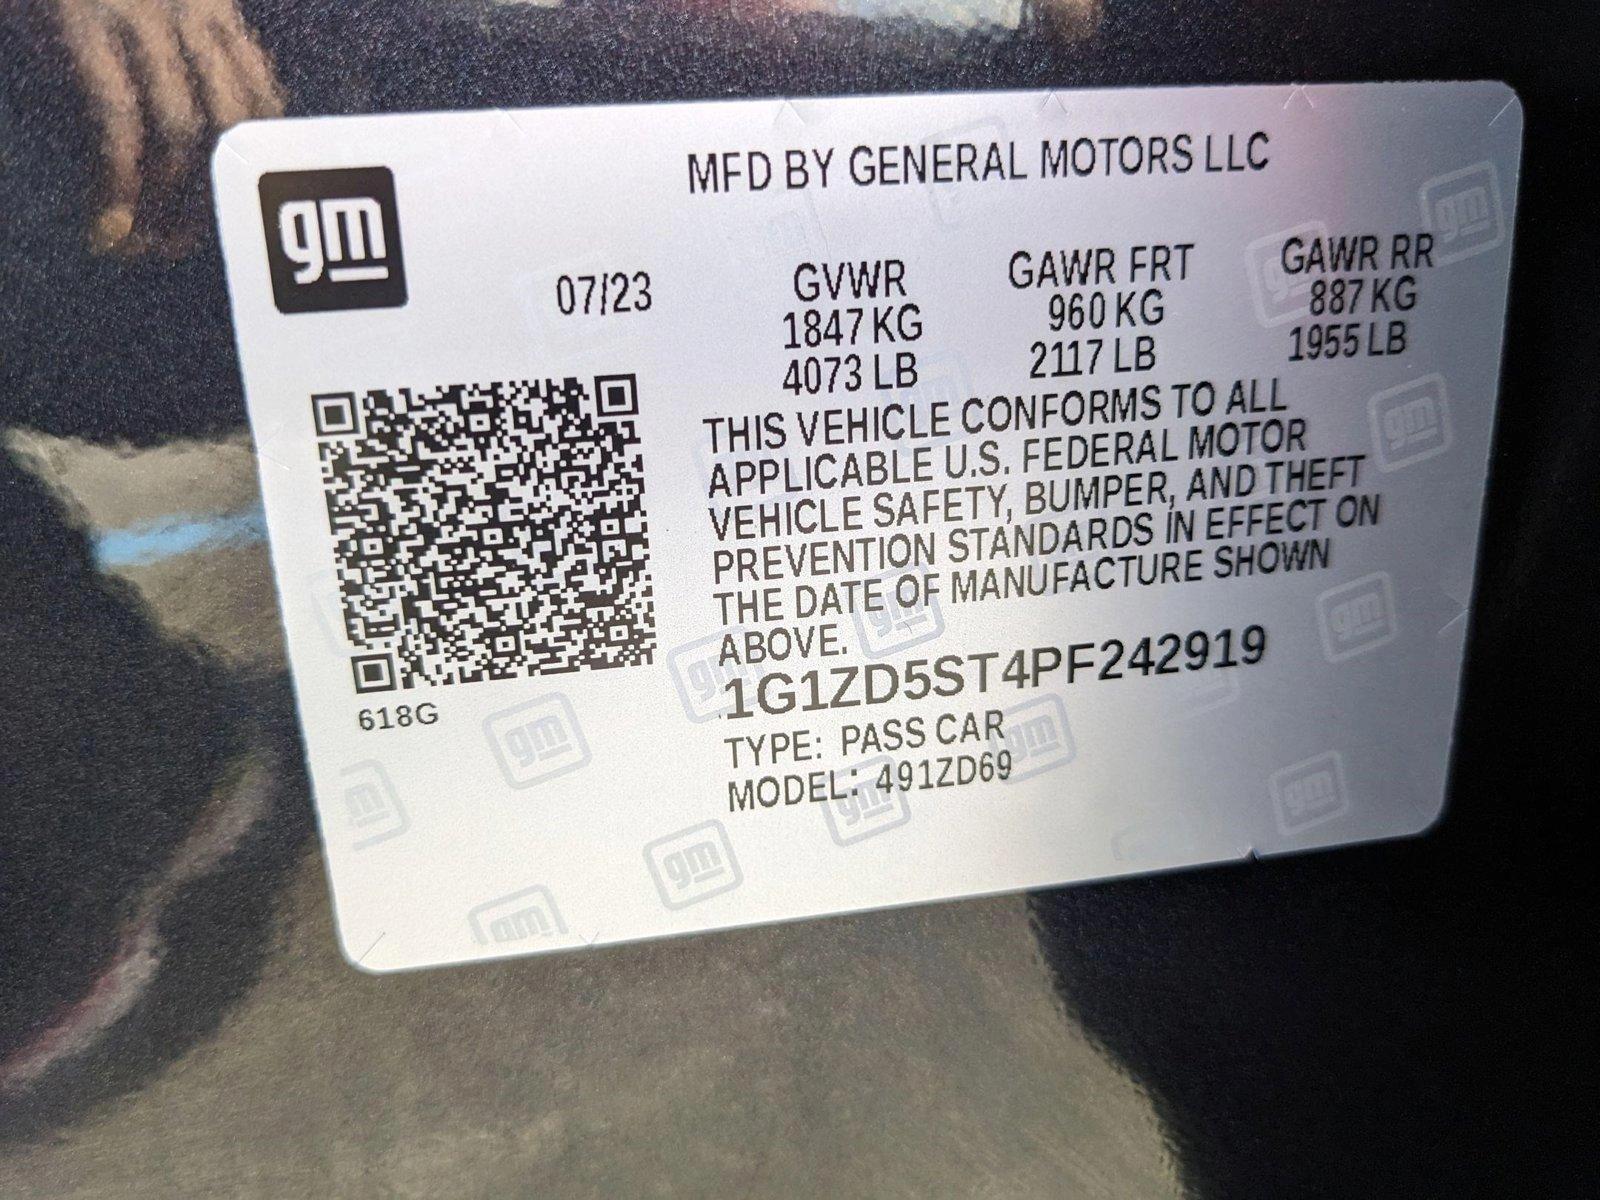 gm
MFD BY GENERAL MOTORS LLC
07/23
GVWR
1847 KG
4073 LB
GAWR FRT
960 KG
2117 LB
GAWR RR
887 KG
1955 LB
THIS VEHICLE CONFORMS TO ALL
APPLICABLE U.S. FEDERAL MOTOR
VEHICLE SAFETY, BUMPER, AND THEFT
PREVENTION STANDARDS IN EFFECT ON
THE DATE OF MANUFACTURE SHOWN
ABOVE.
1G1ZD5ST4PF242919
TYPE: PASS CAR
MODEL: 491ZD69
618G